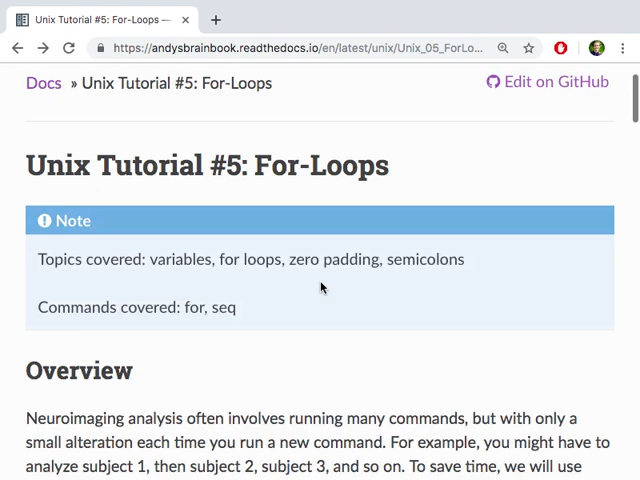 Unix Tutorial #5: For-Loops —
https://andysbrainbook.readthedocs.io/en/latest/unix/Unix_05_ForLo...
Docs » Unix Tutorial #5: For-Loops
Edit on GitHub
Unix Tutorial #5: For-Loops
Note
Topics covered: variables, for loops, zero padding, semicolons
Commands covered: for, seq
Overview
Neuroimaging analysis often involves running many commands, but with only a
small alteration each time you run a new command. For example, you might have to
analyze subject 1, then subject 2, subject 3, and so on. To save time, we will use